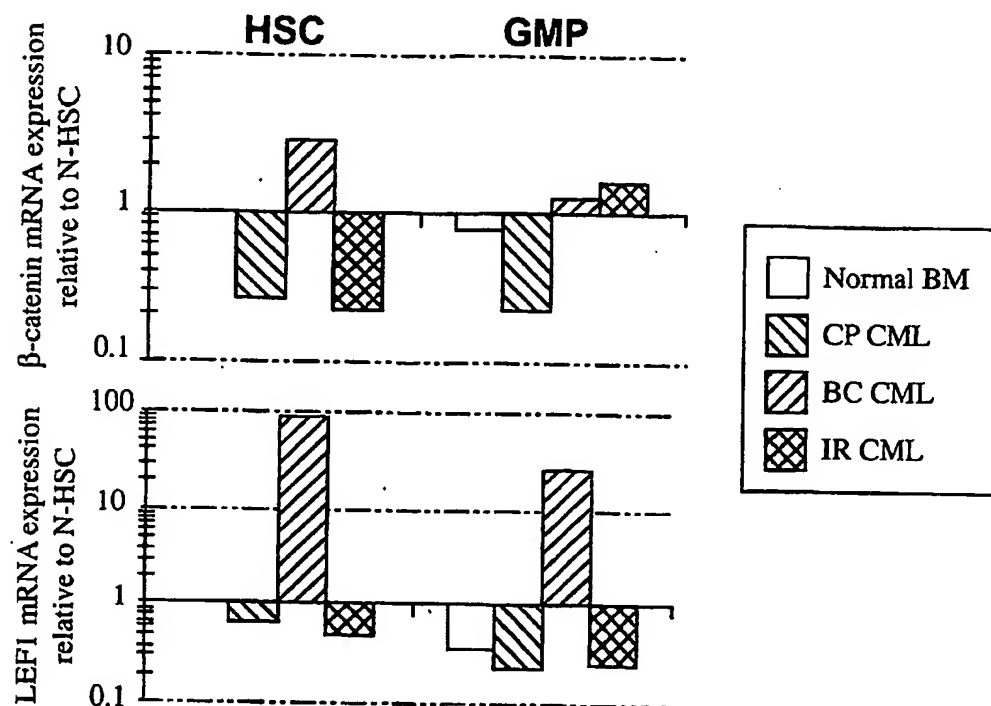 HSC GMP
β-catenin mRNA expression
relative to N-HSC
10
1
0.1
LEF1 mRNA expression
relative to N-HSC
100
10
1
0.1
Normal BM
CP CML
BC CML
IR CML